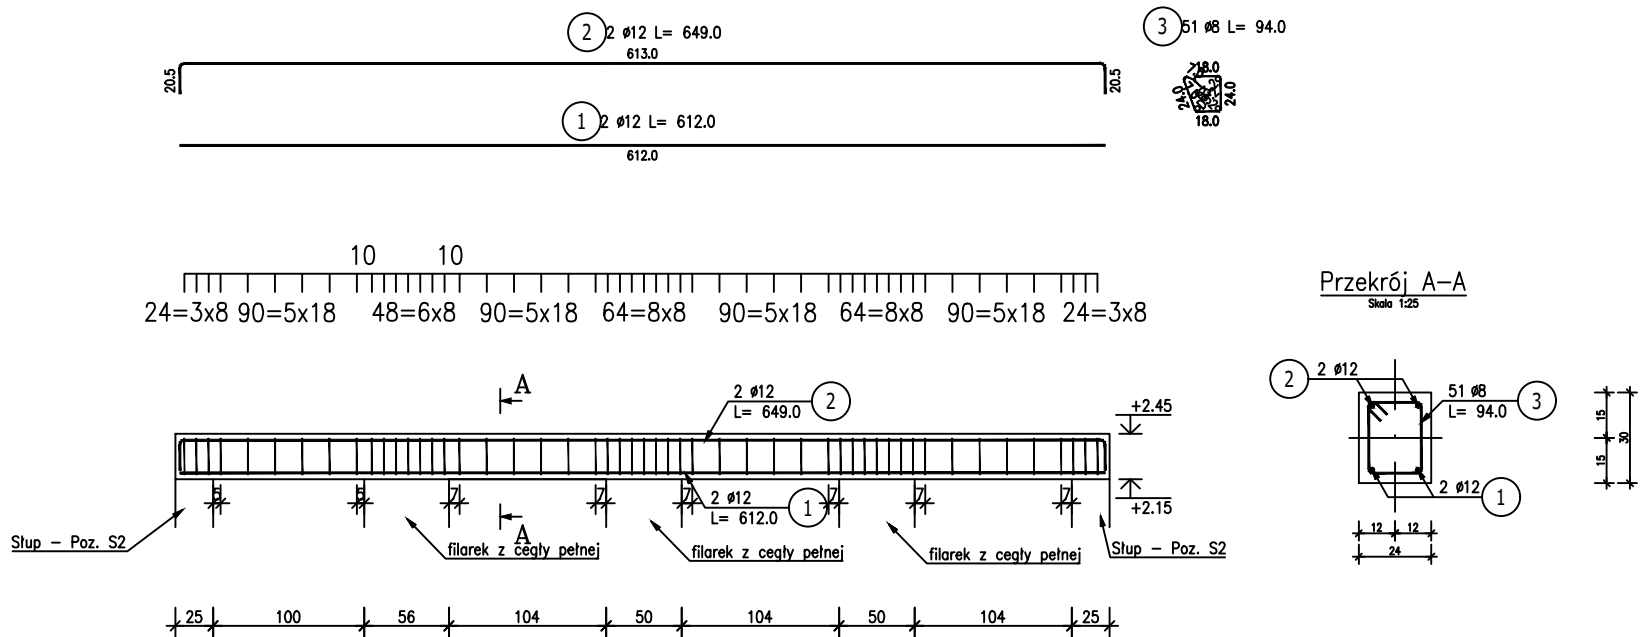 2 2 ø12 L= 649.0
613.0
20.5
20.5
1 2 ø12 L= 612.0
612.0
3 51 ø8 L= 94.0
18.0
24.0
24.0
18.0
10 10
24=3x8 90=5x18 48=6x8 90=5x18 64=8x8 90=5x18 64=8x8 90=5x18 24=3x8
A
2 ø12
L= 649.0
2
+2.45
5 5 7 7 7 7 7 7
2 ø12
L= 612.0
1
+2.15
A
Słup - Poz. S2
filarek z cegły pełnej
filarek z cegły pełnej
filarek z cegły pełnej
Słup - Poz. S2
25 100 56 104 50 104 50 104 25
Przekrój A-A
Skala 1:25
2 2 ø12
51 ø8
L= 94.0
3
2 ø12 1
15
15
30
12 12
24